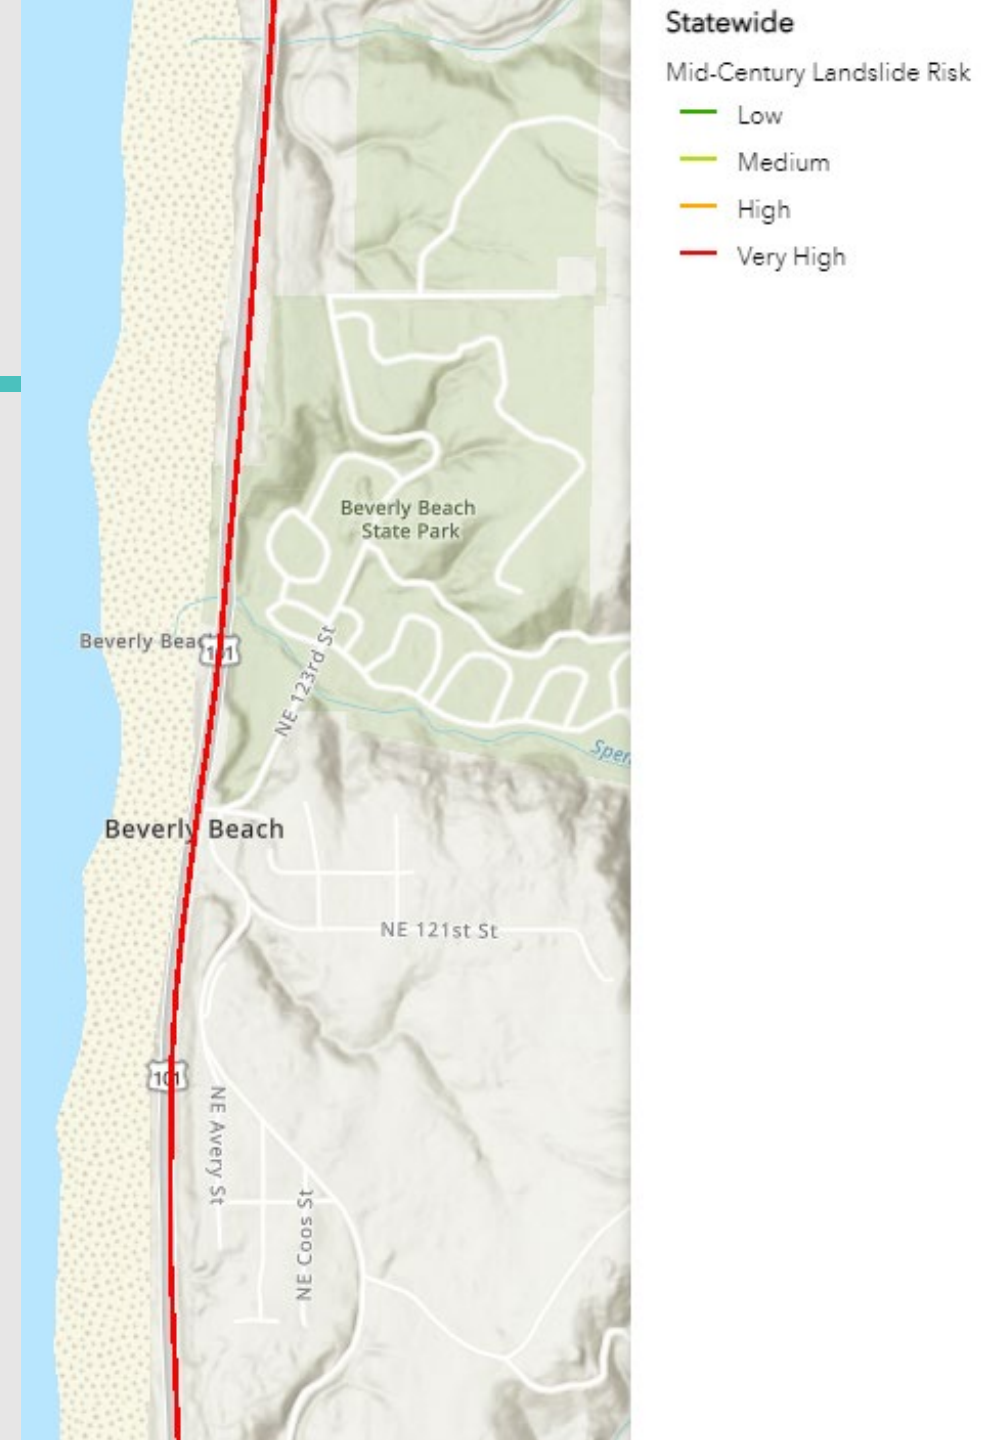 Statewide
Mid-Century Landslide Risk
Low
Medium
High
Very High
Beverly Beach
State Park
101
NE 123rd St
Beverly Beach
NE 121st St
101
NE Avery St
NE Coos St